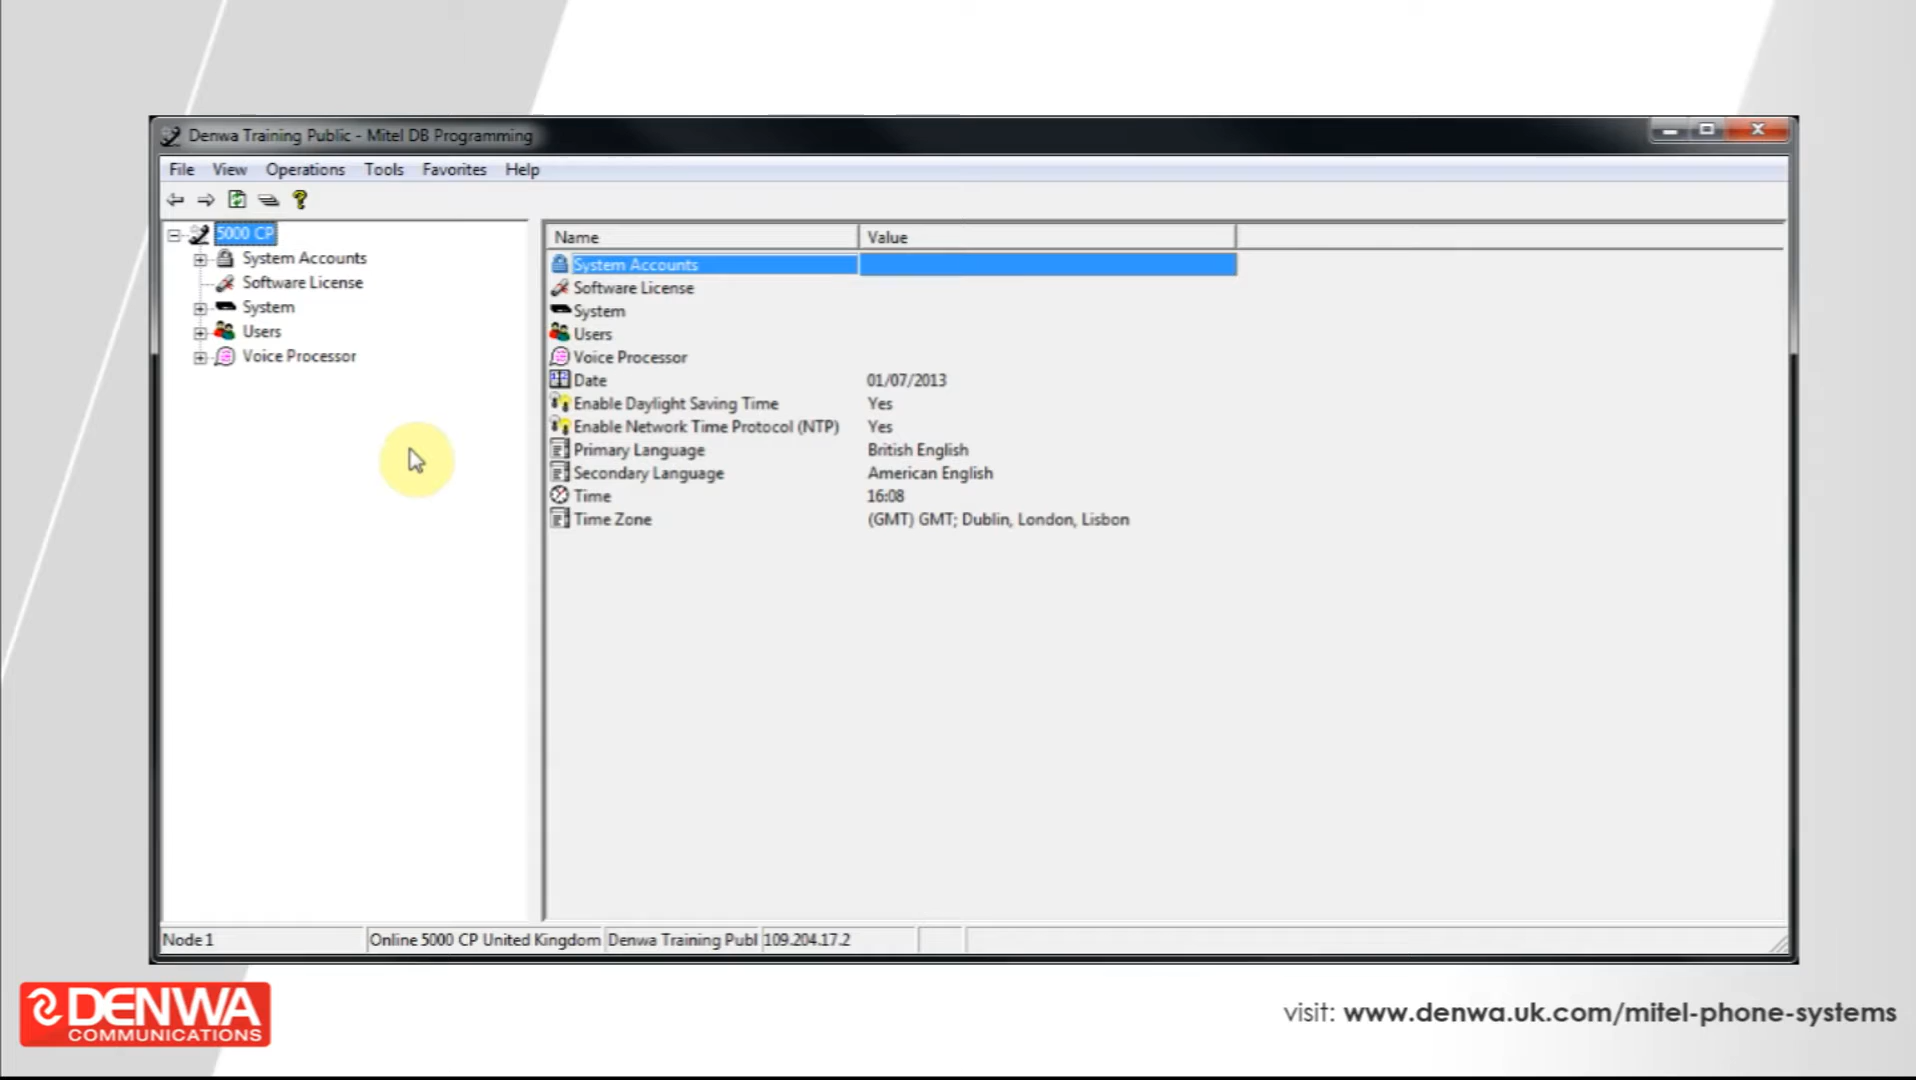 Denwa Training Public - Mitel DB Programming
File View Operations Tools Favorites Help
5000 CP
System Accounts
Software License
System
Users
Voice Processor
Name Value
System Accounts
Software License
System
Users
Voice Processor
Date 01/07/2013
Enable Daylight Saving Time Yes
Enable Network Time Protocol (NTP) Yes
Primary Language British English
Secondary Language American English
Time 16:08
Time Zone (GMT) GMT; Dublin, London, Lisbon
Node 1 Online 5000 CP United Kingdom Denwa Training Publ 109.204.17.2
DENWA
COMMUNICATIONS
visit: www.denwa.uk.com/mitel-phone-systems